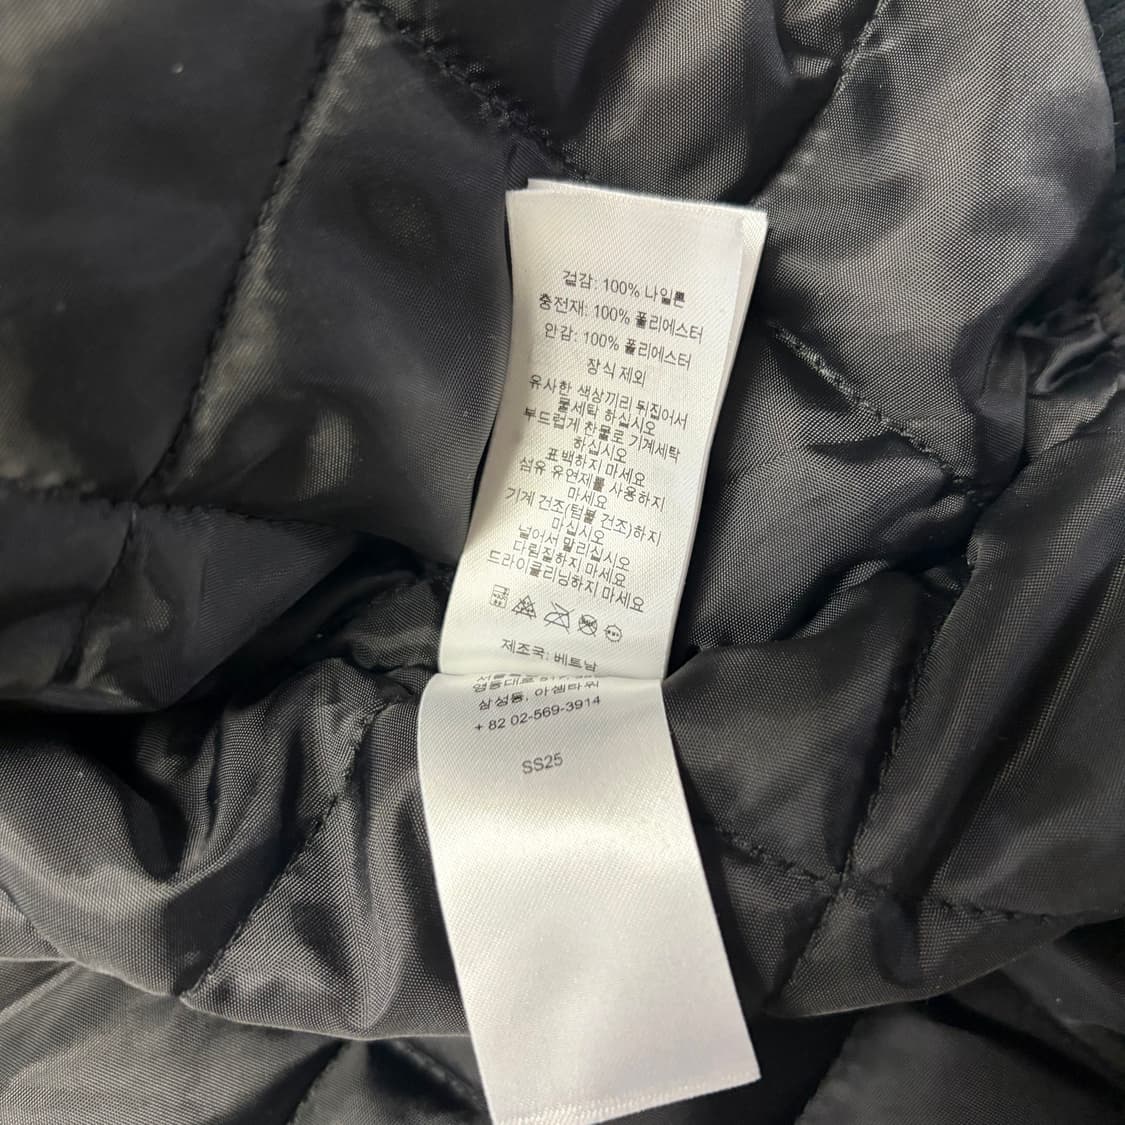 겉감: 100% 나일론
충전재: 100% 폴리에스터
안감: 100% 폴리에스터
장식 제외
유사한 색상끼리 뒤집어서
물세탁 하십시오
부드럽게 찬물로 기계세탁
하십시오
표백하지 마세요
섬유 유연제를 사용하지
마세요
기계 건조(텀블 건조)하지
마십시오
널어서 말리십시오
다림질하지 마세요
드라이클리닝하지 마세요
제조국: 베트남
영동대로
삼성동, 아셈타워
+ 82 02-569-3914
SS25